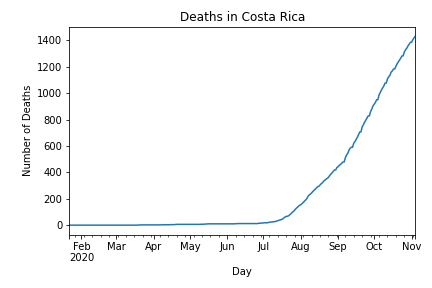 Deaths in Costa Rica
Number of Deaths
1400
1200
1000
800
600
400
200
0
Feb Mar Apr May Jun Jul Aug Sep Oct Nov
2020
Day